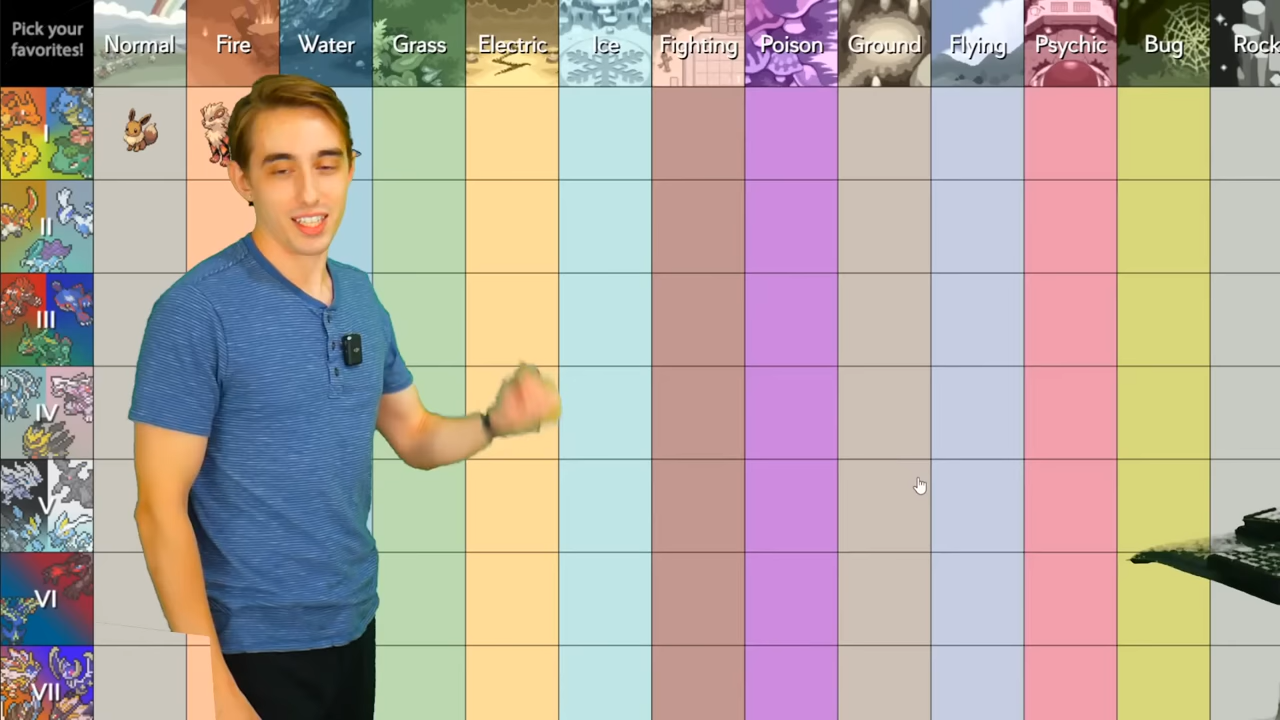 Pick your
favorites!
Normal
Fire
Water
Grass
Electric
Ice
Fighting
Poison
Ground
Flying
Psychic
Bug
Rock
I
II
III
IV
V
VI
VII